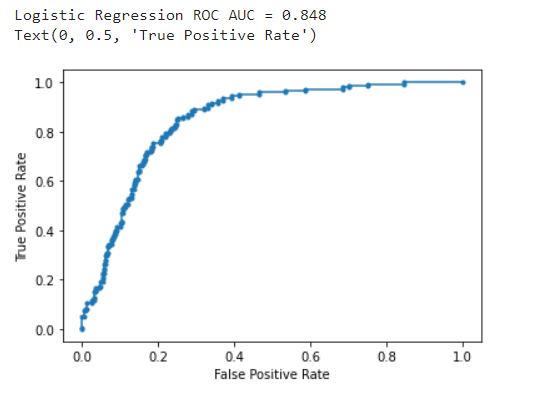 Logistic Regression ROC AUC = 0.848
Text(0, 0.5, 'True Positive Rate')
1.0
0.8
0.6
0.4
0.2
0.0
True Positive Rate
0.0 0.2 0.4 0.6 0.8 1.0
False Positive Rate